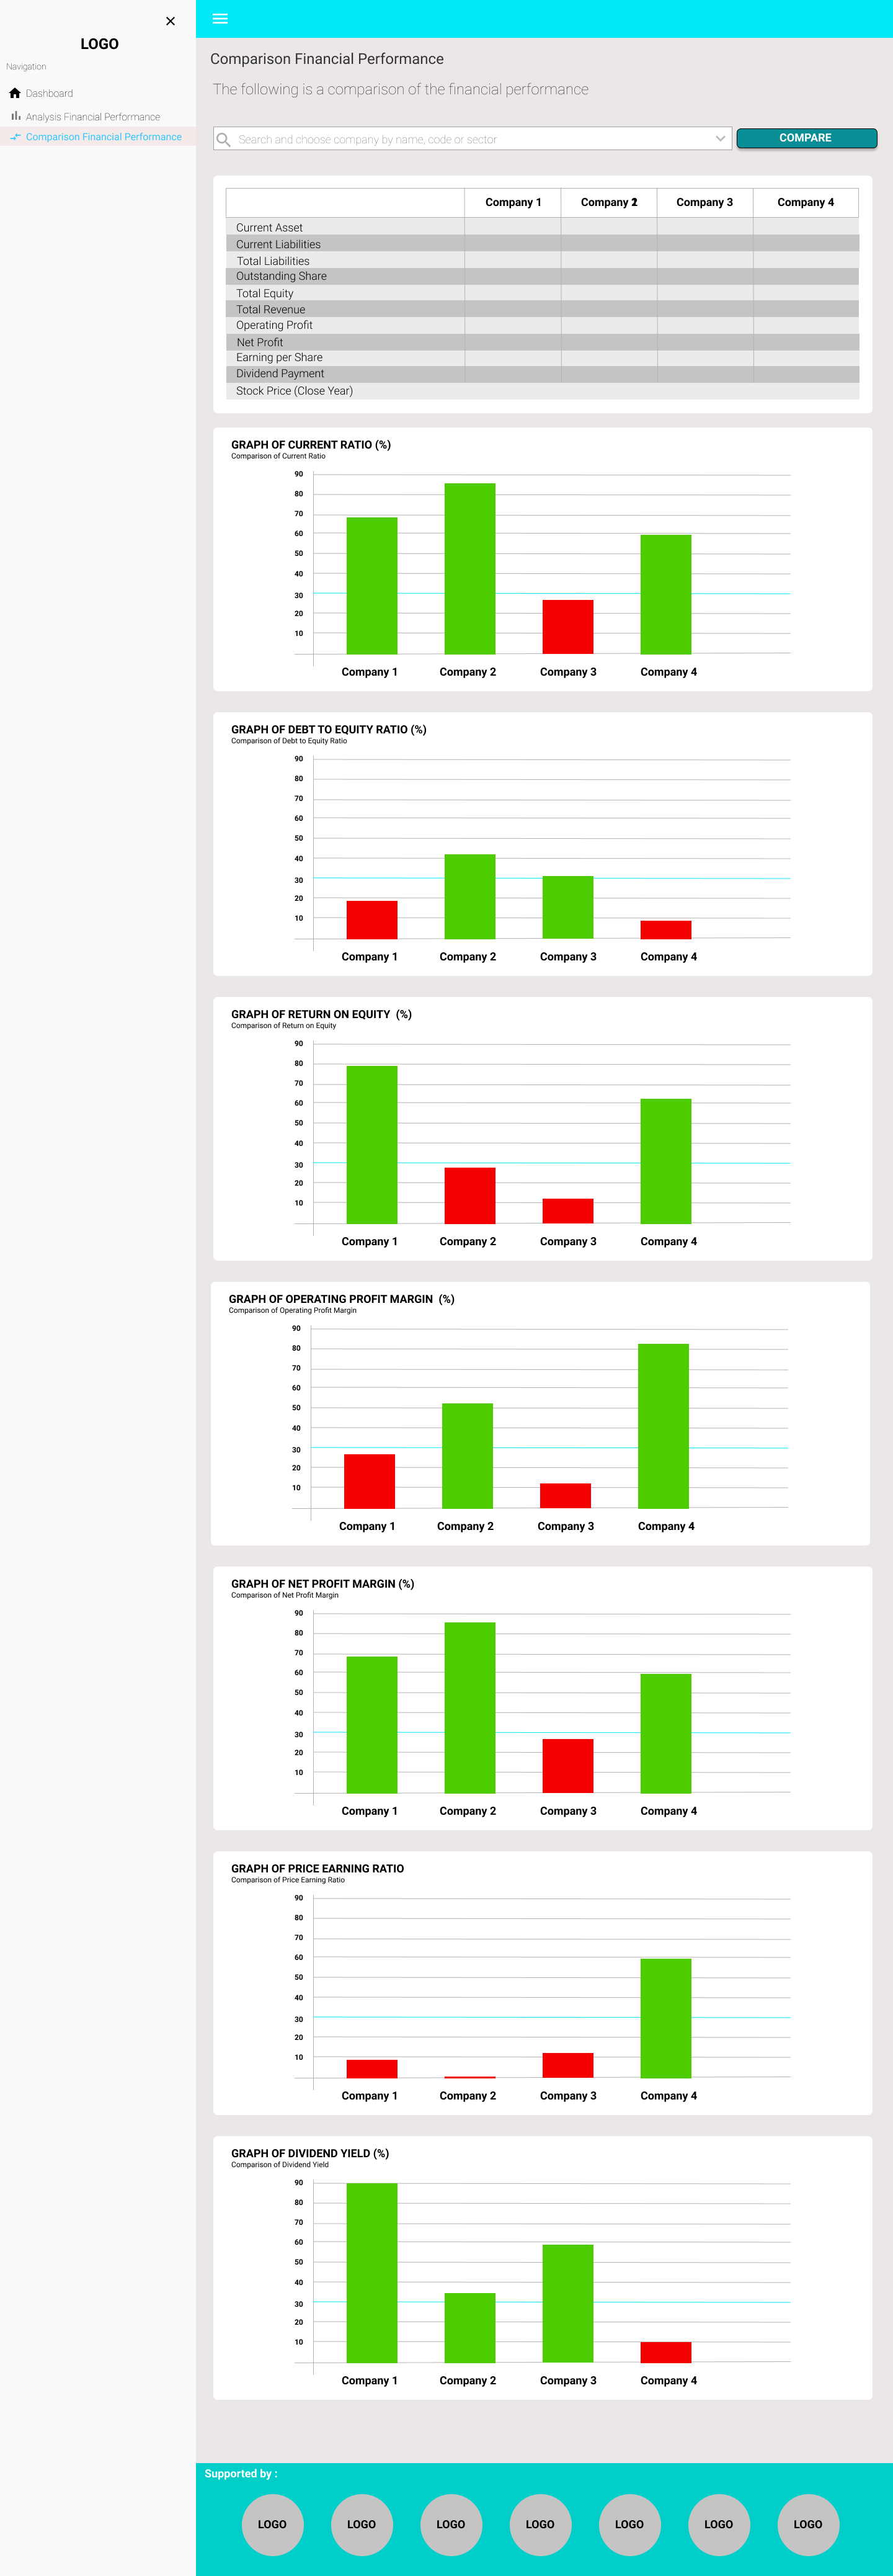 LOGO
Navigation
Dashboard
Analysis Financial Performance
Comparison Financial Performance
Comparison Financial Performance
The following is a comparison of the financial performance
Search and choose company by name, code or sector
COMPARE
Company 1 Company 2 Company 3 Company 4
Current Asset
Current Liabilities
Total Liabilities
Outstanding Share
Total Equity
Total Revenue
Operating Profit
Net Profit
Earning per Share
Dividend Payment
Stock Price (Close Year)
GRAPH OF CURRENT RATIO (%)
Comparison of Current Ratio
90
80
70
60
50
40
30
20
10
Company 1 Company 2 Company 3 Company 4
GRAPH OF DEBT TO EQUITY RATIO (%)
Comparison of Debt to Equity Ratio
90
80
70
60
50
40
30
20
10
Company 1 Company 2 Company 3 Company 4
GRAPH OF RETURN ON EQUITY (%)
Comparison of Return on Equity
90
80
70
60
50
40
30
20
10
Company 1 Company 2 Company 3 Company 4
GRAPH OF OPERATING PROFIT MARGIN (%)
Comparison of Operating Profit Margin
90
80
70
60
50
40
30
20
10
Company 1 Company 2 Company 3 Company 4
GRAPH OF NET PROFIT MARGIN (%)
Comparison of Net Profit Margin
90
80
70
60
50
40
30
20
10
Company 1 Company 2 Company 3 Company 4
GRAPH OF PRICE EARNING RATIO
Comparison of Price Earning Ratio
90
80
70
60
50
40
30
20
10
Company 1 Company 2 Company 3 Company 4
GRAPH OF DIVIDEND YIELD (%)
Comparison of Dividend Yield
90
80
70
60
50
40
30
20
10
Company 1 Company 2 Company 3 Company 4
Supported by :
LOGO LOGO LOGO LOGO LOGO LOGO LOGO